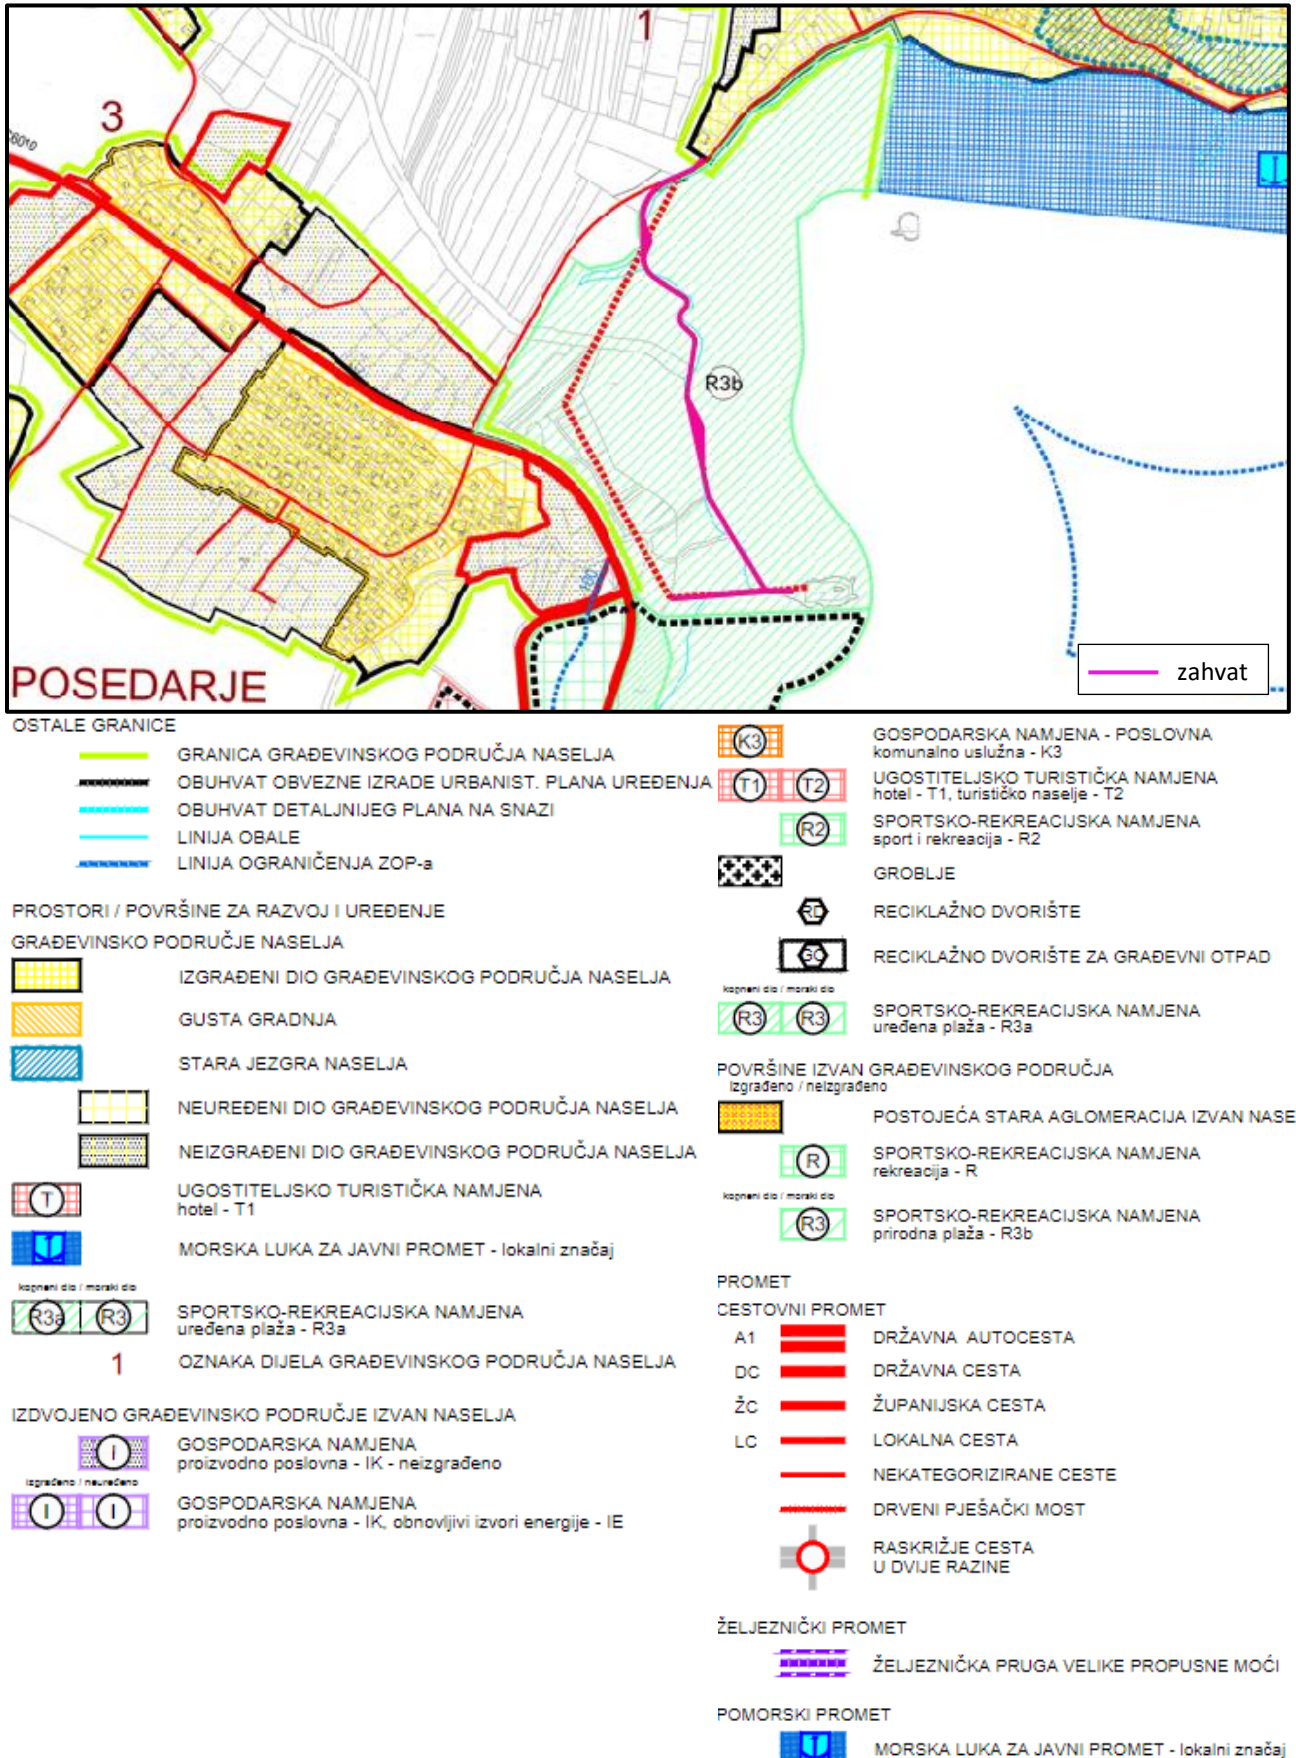 1
3
C6010
R3b
100
POSEDARJE
zahvat
OSTALE GRANICE
GRANICA GRAĐEVINSKOG PODRUČJA NASELJA
OBUHVAT OBVEZNE IZRADE URBANIST. PLANA UREĐENJA
OBUHVAT DETALJNIJEG PLANA NA SNAZI
LINIJA OBALE
LINIJA OGRANIČENJA ZOP-a
PROSTORI / POVRŠINE ZA RAZVOJ I UREĐENJE
GRAĐEVINSKO PODRUČJE NASELJA
IZGRAĐENI DIO GRAĐEVINSKOG PODRUČJA NASELJA
GUSTA GRADNJA
STARA JEZGRA NASELJA
NEUREĐENI DIO GRAĐEVINSKOG PODRUČJA NASELJA
NEIZGRAĐENI DIO GRAĐEVINSKOG PODRUČJA NASELJA
T
UGOSTITELJSKO TURISTIČKA NAMJENA
hotel - T1
MORSKA LUKA ZA JAVNI PROMET - lokalni značaj
kopneni dio / morski dio
R3a R3
SPORTSKO-REKREACIJSKA NAMJENA
uređena plaža - R3a
1 OZNAKA DIJELA GRAĐEVINSKOG PODRUČJA NASELJA
IZDVOJENO GRAĐEVINSKO PODRUČJE IZVAN NASELJA
I
GOSPODARSKA NAMJENA
proizvodno poslovna - IK - neizgrađeno
izgrađeno / neuređeno
I I
GOSPODARSKA NAMJENA
proizvodno poslovna - IK, obnovljivi izvori energije - IE
K3
GOSPODARSKA NAMJENA - POSLOVNA
komunalno uslužna - K3
T1 T2
UGOSTITELJSKO TURISTIČKA NAMJENA
hotel - T1, turističko naselje - T2
R2
SPORTSKO-REKREACIJSKA NAMJENA
sport i rekreacija - R2
GROBLJE
RD RECIKLAŽNO DVORIŠTE
GO RECIKLAŽNO DVORIŠTE ZA GRAĐEVNI OTPAD
kopneni dio / morski dio
R3 R3
SPORTSKO-REKREACIJSKA NAMJENA
uređena plaža - R3a
POVRŠINE IZVAN GRAĐEVINSKOG PODRUČJA
izgrađeno / neizgrađeno
POSTOJEĆA STARA AGLOMERACIJA IZVAN NASE
R
SPORTSKO-REKREACIJSKA NAMJENA
rekreacija - R
kopneni dio / morski dio
R3
SPORTSKO-REKREACIJSKA NAMJENA
prirodna plaža - R3b
PROMET
CESTOVNI PROMET
A1 DRŽAVNA AUTOCESTA
DC DRŽAVNA CESTA
ŽC ŽUPANIJSKA CESTA
LC LOKALNA CESTA
NEKATEGORIZIRANE CESTE
DRVENI PJEŠAČKI MOST
RASKRIŽJE CESTA
U DVIJE RAZINE
ŽELJEZNIČKI PROMET
ŽELJEZNIČKA PRUGA VELIKE PROPUSNE MOĆI
POMORSKI PROMET
MORSKA LUKA ZA JAVNI PROMET - lokalni značaj